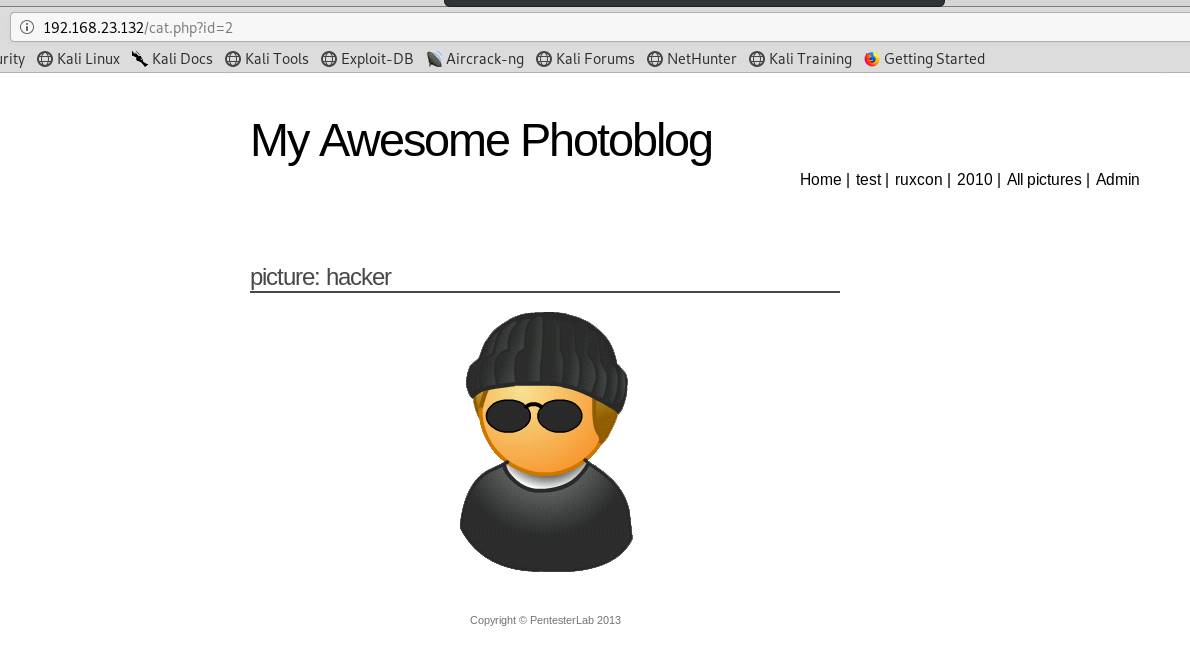 192.168.23.132/cat.php?id=2
urity Kali Linux Kali Docs Kali Tools Exploit-DB Aircrack-ng Kali Forums NetHunter Kali Training Getting Started
My Awesome Photoblog
Home | test | ruxcon | 2010 | All pictures | Admin
picture: hacker
Copyright © PentesterLab 2013